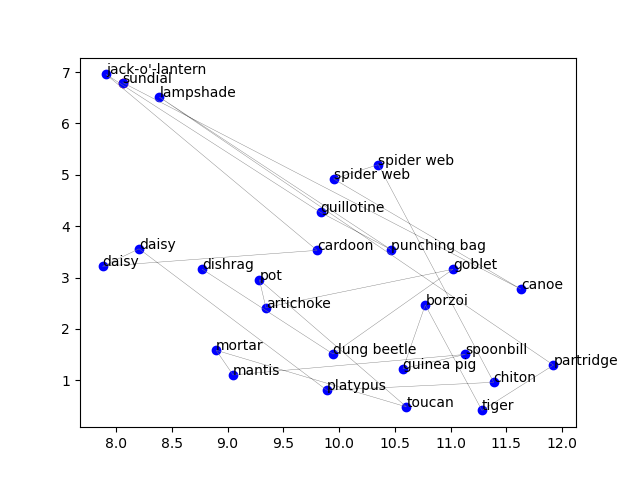 7
jack-o'-lantern
sundial
lampshade
6
5
spider web
spider web
4
guillotine
3
cardoon
punching bag
daisy
daisy
dishrag
goblet
pot
canoe
artichoke
borzoi
2
mortar
dung beetle
spoonbill
guinea pig
partridge
mantis
1
platypus
chiton
toucan
tiger
8.0 8.5 9.0 9.5 10.0 10.5 11.0 11.5 12.0